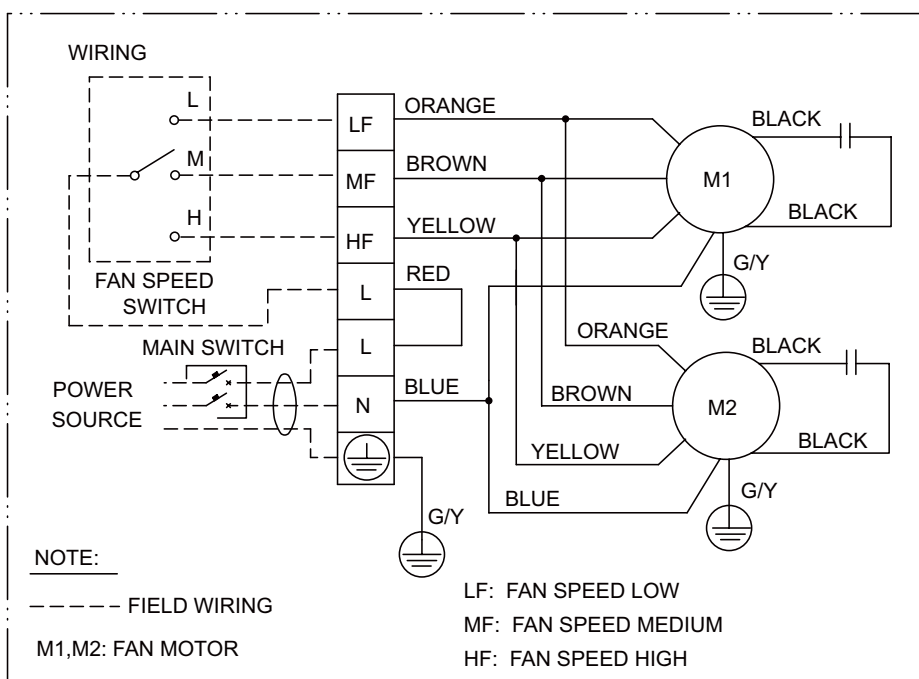 WIRING
L
M
H
FAN SPEED
SWITCH
MAIN SWITCH
POWER
SOURCE
LF
MF
HF
L
L
N
ORANGE
BROWN
YELLOW
RED
BLUE
G/Y
M1
BLACK
BLACK
G/Y
ORANGE
BROWN
YELLOW
BLUE
M2
BLACK
BLACK
G/Y
NOTE:
FIELD WIRING
M1,M2: FAN MOTOR
LF: FAN SPEED LOW
MF: FAN SPEED MEDIUM
HF: FAN SPEED HIGH